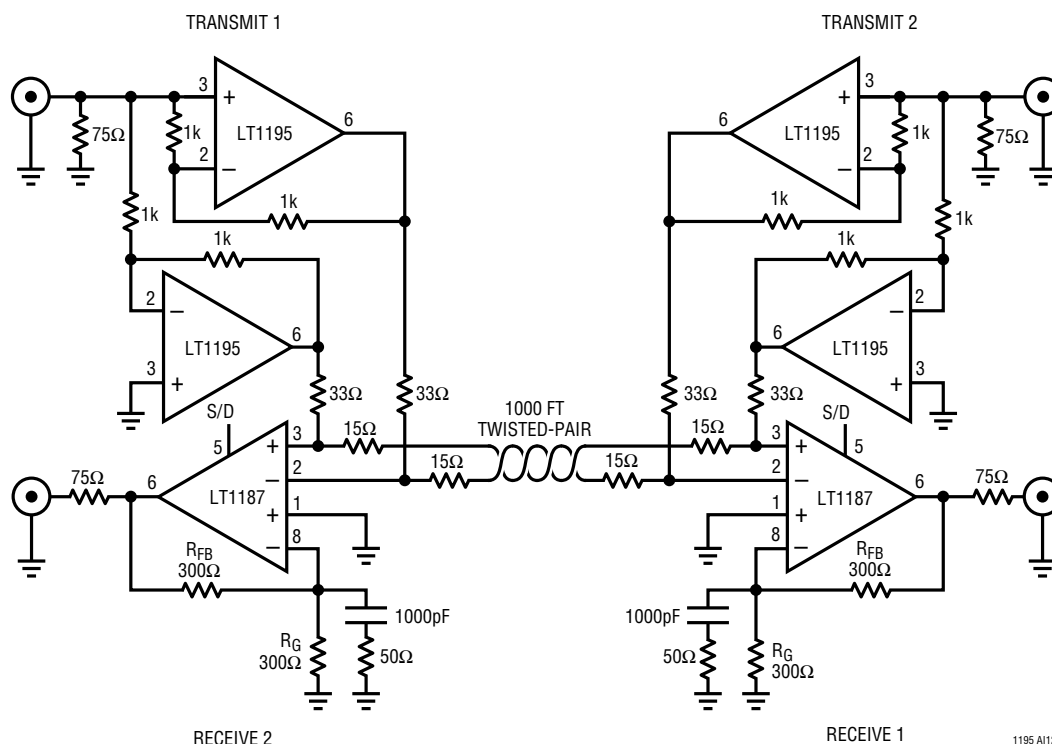 TRANSMIT 1
TRANSMIT 2
3
+
6
LT1195
2
−
75Ω
1k
1k
1k
1k
2
−
6
LT1195
3
+
33Ω
33Ω
S/D
5
3
+
15Ω
2
−
15Ω
1000 FT
TWISTED-PAIR
75Ω
6
LT1187
1
+
8
−
RFB
300Ω
RG
300Ω
1000pF
50Ω
RECEIVE 2
6
3
+
LT1195
2
−
1k
75Ω
1k
1k
1k
6
2
−
LT1195
3
+
33Ω
33Ω
15Ω
15Ω
S/D
5
3
+
2
−
LT1187
6
75Ω
1
+
8
−
RFB
300Ω
1000pF
50Ω
RG
300Ω
RECEIVE 1